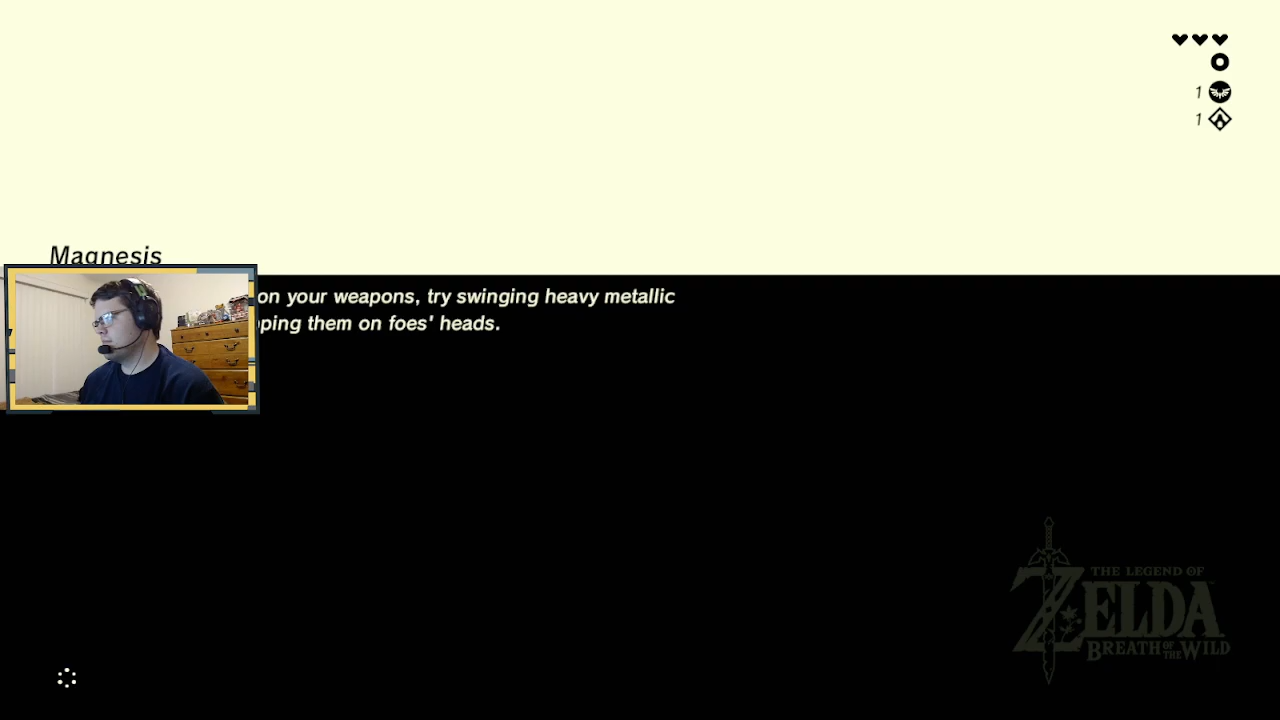 1
1
Magnesis
on your weapons, try swinging heavy metallic
them on foes' heads.
THE LEGEND OF
ZELDA
BREATH OF THE WILD